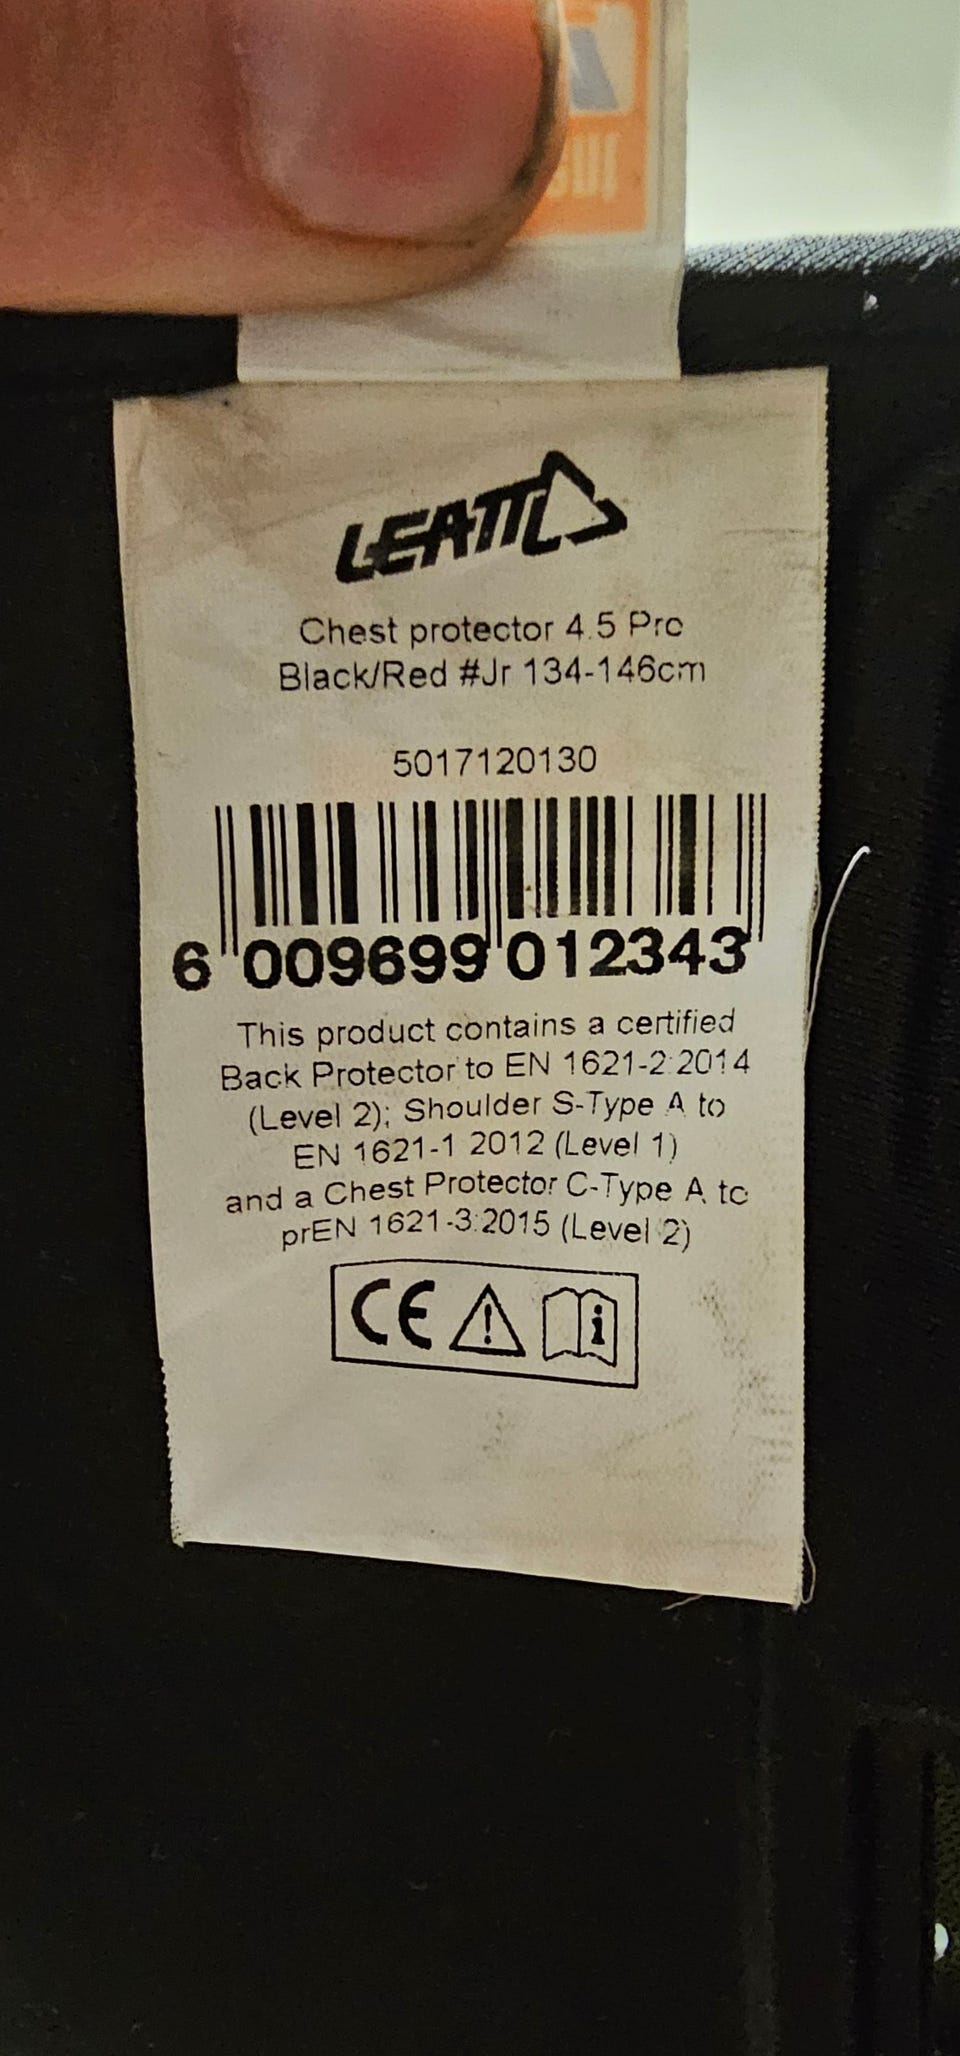 LEATT
Chest protector 4.5 Pro
Black/Red #Jr 134-146cm
5017120130
6 009699 012343
This product contains a certified
Back Protector to EN 1621-2:2014
(Level 2); Shoulder S-Type A to
EN 1621-1 2012 (Level 1)
and a Chest Protector C-Type A to
prEN 1621-3:2015 (Level 2)
CE